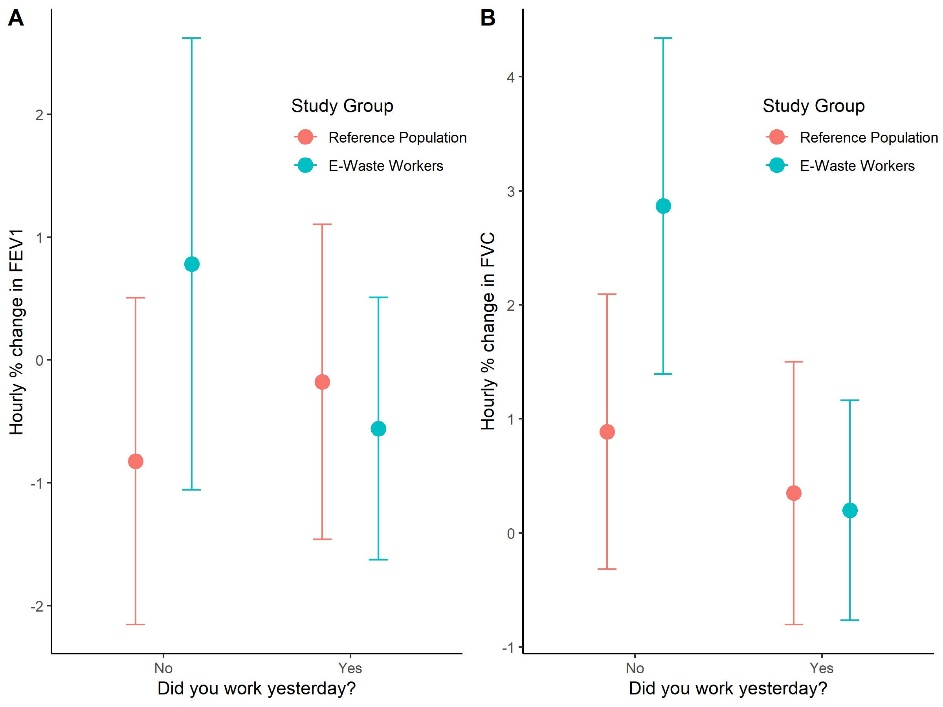 A
Hourly % change in FEV1
2
1
0
-1
-2
Study Group
Reference Population
E-Waste Workers
No
Yes
Did you work yesterday?
B
Hourly % change in FVC
4
3
2
1
0
-1
Study Group
Reference Population
E-Waste Workers
No
Yes
Did you work yesterday?